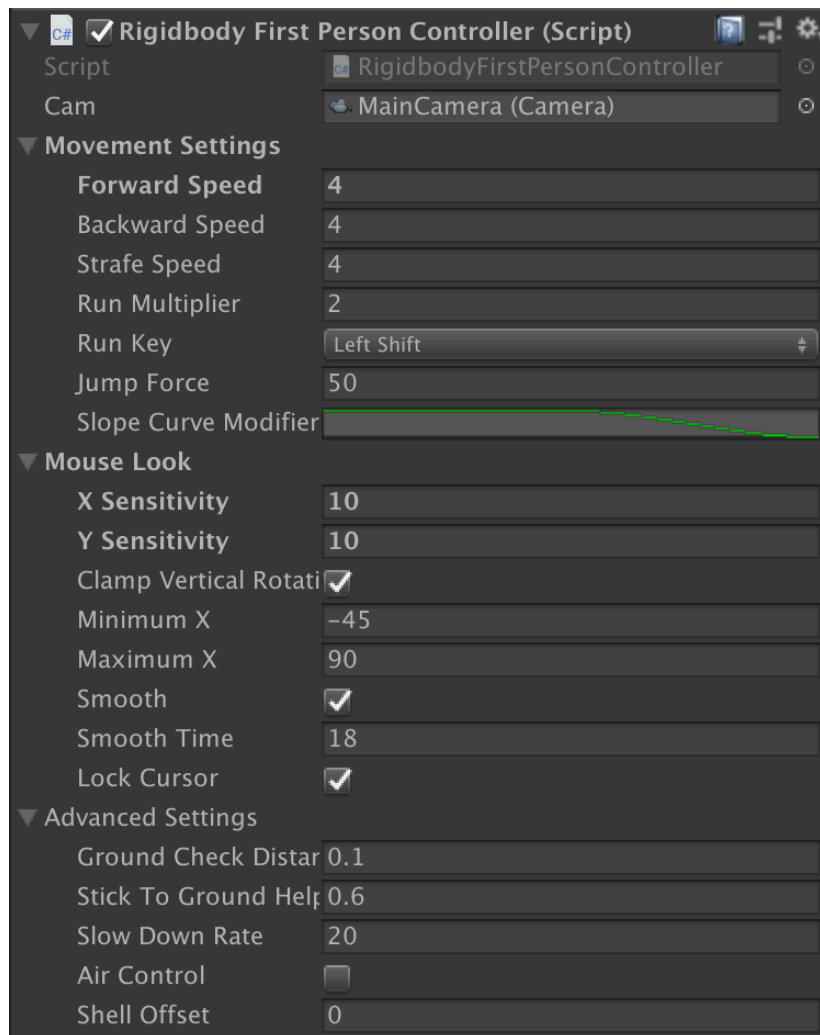 C# Rigidbody First Person Controller (Script) ?
Script C# RigidbodyFirstPersonController
Cam MainCamera (Camera)
Movement Settings
Forward Speed 4
Backward Speed 4
Strafe Speed 4
Run Multiplier 2
Run Key Left Shift
Jump Force 50
Slope Curve Modifier
Mouse Look
X Sensitivity 10
Y Sensitivity 10
Clamp Vertical Rotati
Minimum X -45
Maximum X 90
Smooth
Smooth Time 18
Lock Cursor
Advanced Settings
Ground Check Distar 0.1
Stick To Ground Help 0.6
Slow Down Rate 20
Air Control
Shell Offset 0